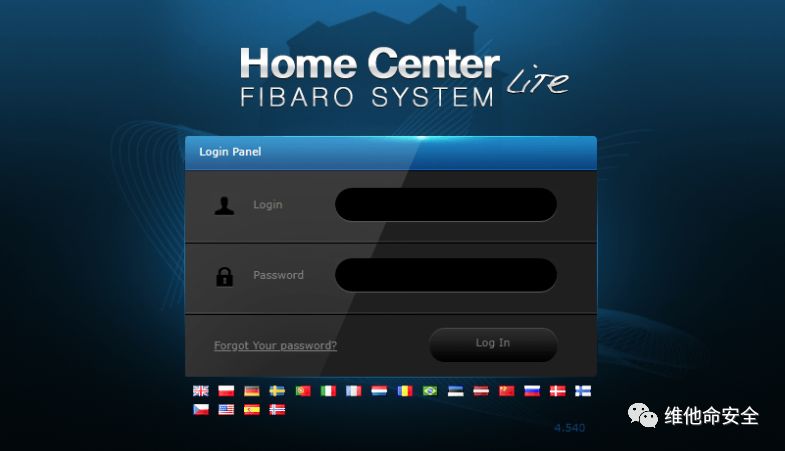 Home Center Lite
FIBARO SYSTEM
Login Panel
Login
Password
Forgot Your password?
Log In
4.540
维他命安全